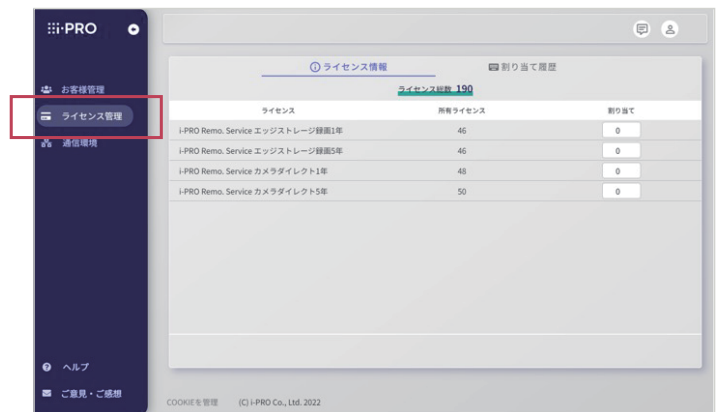 i-PRO
お客様管理
ライセンス管理
通信環境
ヘルプ
ご意見・ご感想
ライセンス情報
割り当て履歴
ライセンス総数 190
ライセンス 所有ライセンス 割り当て
i-PRO Remo. Service エッジストレージ録画1年 46 0
i-PRO Remo. Service エッジストレージ録画5年 46 0
i-PRO Remo. Service カメラダイレクト1年 48 0
i-PRO Remo. Service カメラダイレクト5年 50 0
COOKIEを管理 (C) i-PRO Co., Ltd. 2022